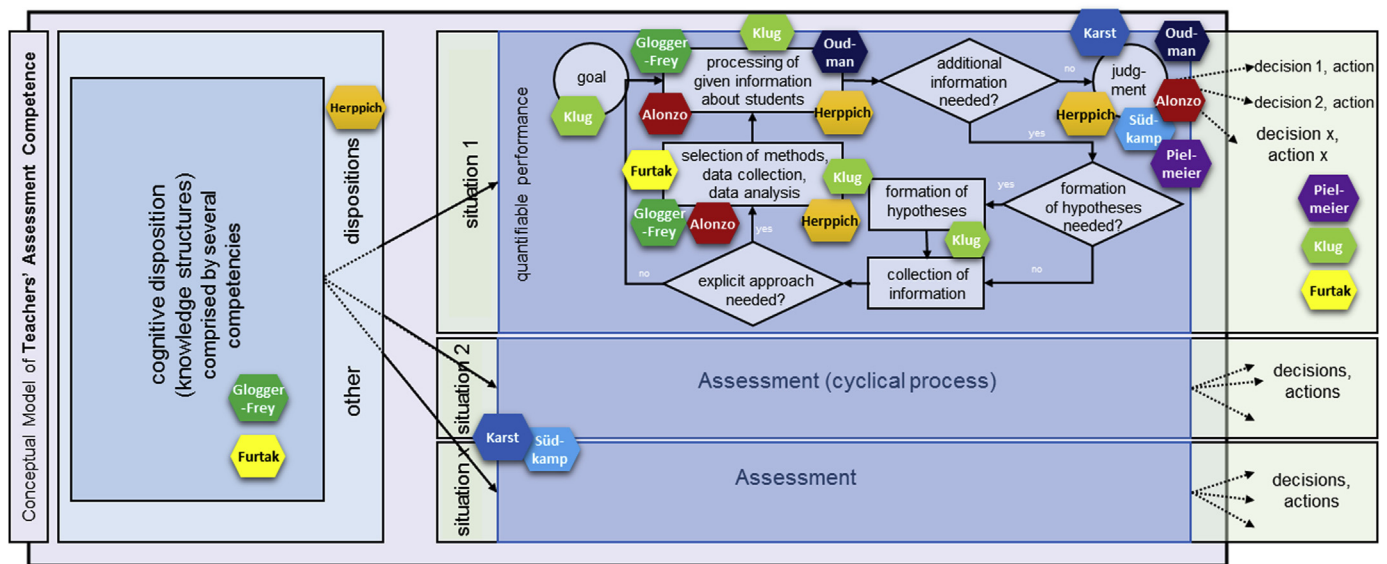 Conceptual Model of Teachers' Assessment Competence
cognitive disposition
(knowledge structures)
comprised by several
competencies
Glogger
-Frey
Furtak
Herppich
other
dispositions
situation 1
quantifiable performance
goal
Klug
Glogger
-Frey
Klug
Oud-
man
processing of
given information
about students
Alonzo
Herppich
additional
information
needed?
no
yes
Karst
Oud-
man
judg-
ment
Herppich
Süd-
kamp
Alonzo
Piel-
meier
decision 1, action
decision 2, action
decision x,
action x
Furtak
selection of methods,
data collection,
data analysis
Klug
Glogger
-Frey
Alonzo
Herppich
formation of
hypotheses
Klug
yes
formation
of hypotheses
needed?
no
collection of
information
explicit approach
needed?
yes
no
Piel-
meier
Klug
Furtak
situation 2
Assessment (cyclical process)
decisions,
actions
Karst
Süd-
kamp
situation x
Assessment
decisions,
actions